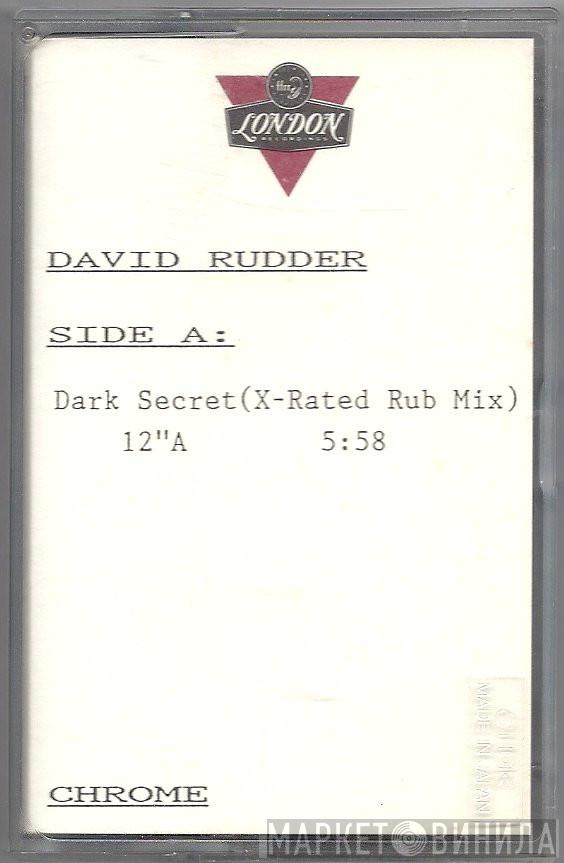 LONDON
RECORDINGS
DAVID RUDDER
SIDE A:
Dark Secret(X-Rated Rub Mix)
12"A 5:58
MADE IN JAPAN
CHROME
МАРКЕТ ВИНИЛА